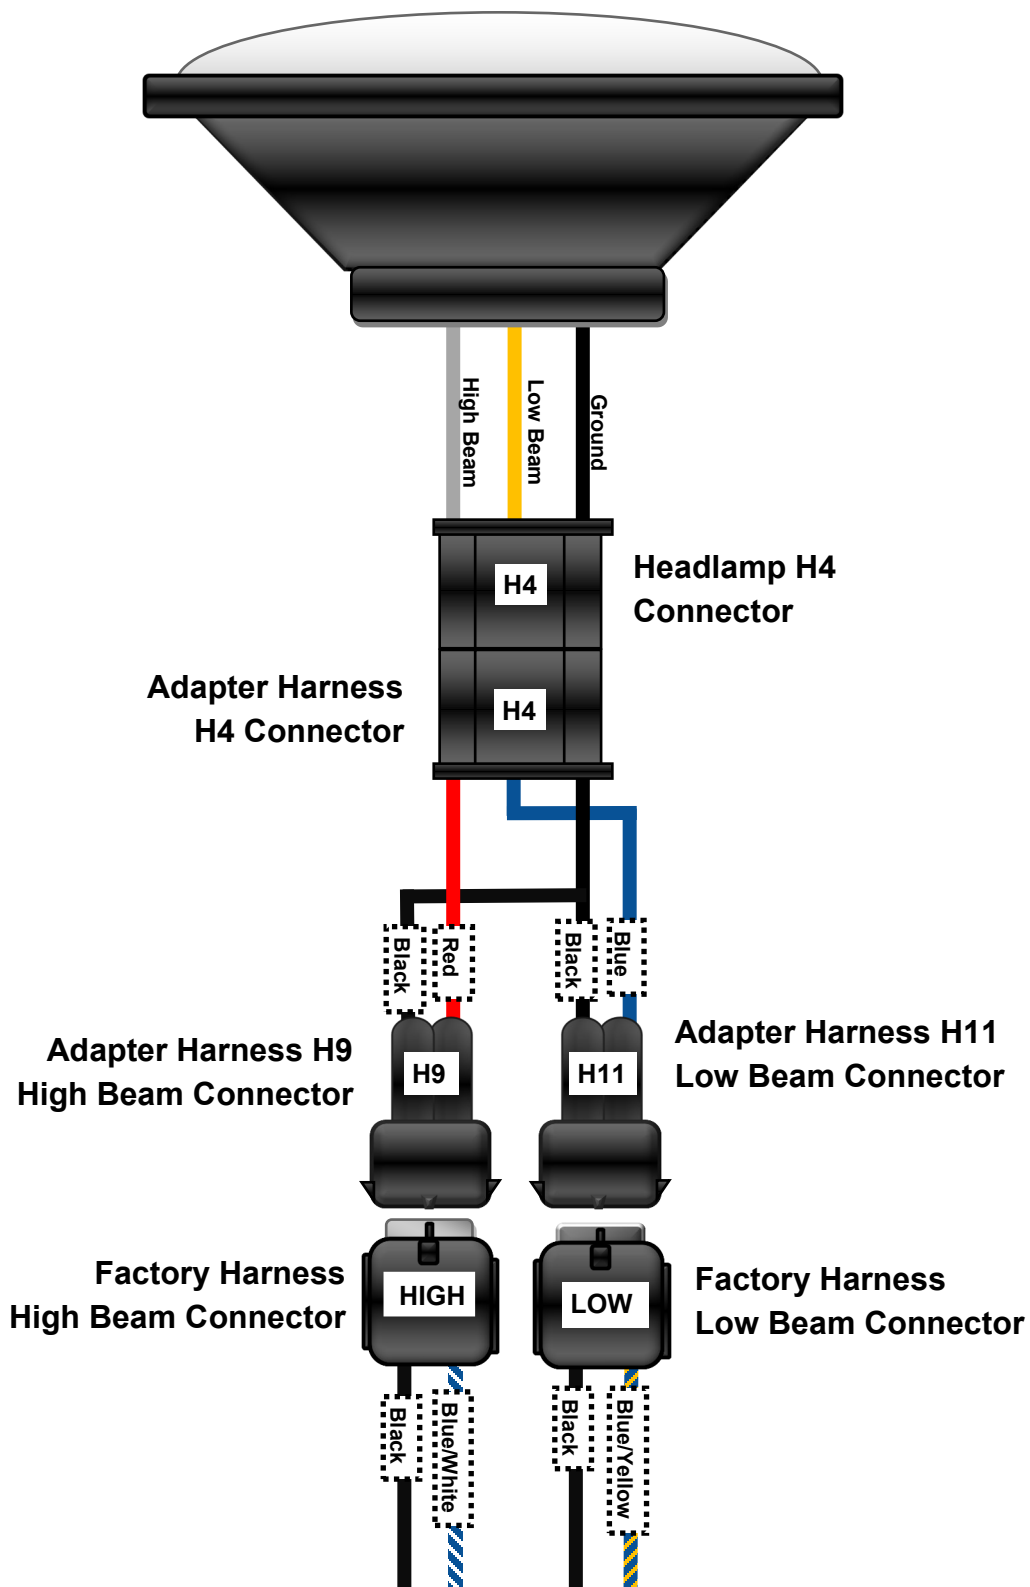 High Beam
Low Beam
Ground
H4
Headlamp H4
Connector
Adapter Harness
H4 Connector
H4
Black
Red
Black
Blue
Adapter Harness H9
High Beam Connector
H9
H11
Adapter Harness H11
Low Beam Connector
Factory Harness
High Beam Connector
HIGH
LOW
Factory Harness
Low Beam Connector
Black
Blue/White
Black
Blue/Yellow